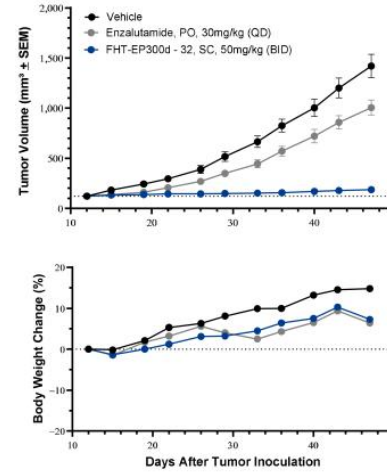 Vehicle
Enzalutamide, PO, 30mg/kg (QD)
FHT-EP300d - 32, SC, 50mg/kg (BID)
Tumor Volume (mm³ ± SEM)
2,000
1,500
1,000
500
0
10 20 30 40
Body Weight Change (%)
20
10
0
−10
−20
10 20 30 40
Days After Tumor Inoculation